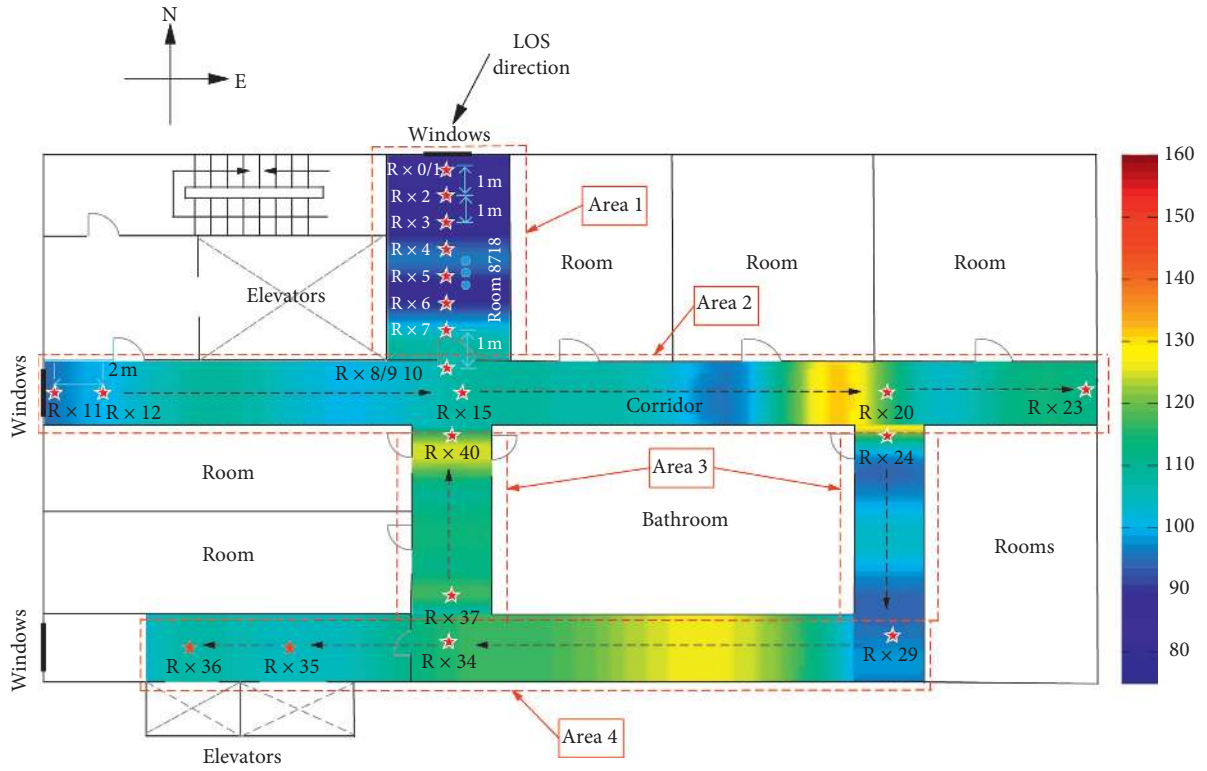 N
E
LOS
direction
Windows
R × 0/1
R × 2
R × 3
R × 4
R × 5
R × 6
R × 7
1 m
1 m
1 m
Room 8718
Area 1
Elevators
Room
Room
Room
Area 2
Windows
2 m
R × 8/9 10
R × 11
R × 12
R × 15
Corridor
R × 20
R × 23
R × 40
R × 24
Area 3
Room
Bathroom
Room
Rooms
R × 37
Windows
R × 36
R × 35
R × 34
R × 29
Area 4
Elevators
160
150
140
130
120
110
100
90
80